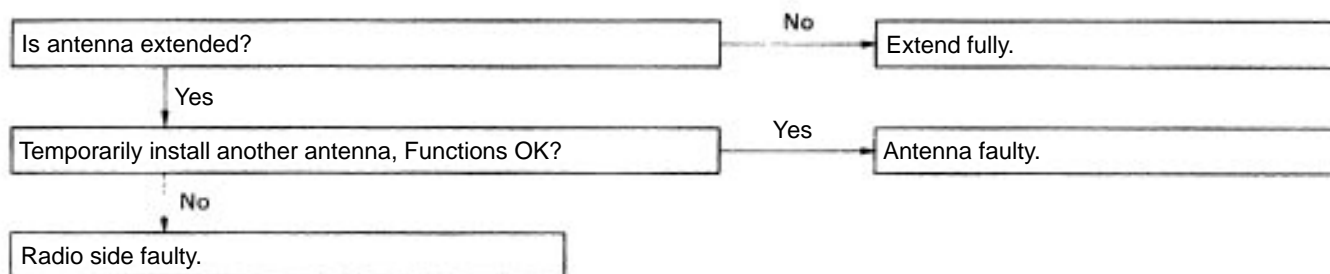 Is antenna extended?
No
Extend fully.
Yes
Temporarily install another antenna, Functions OK?
Yes
Antenna faulty.
No
Radio side faulty.